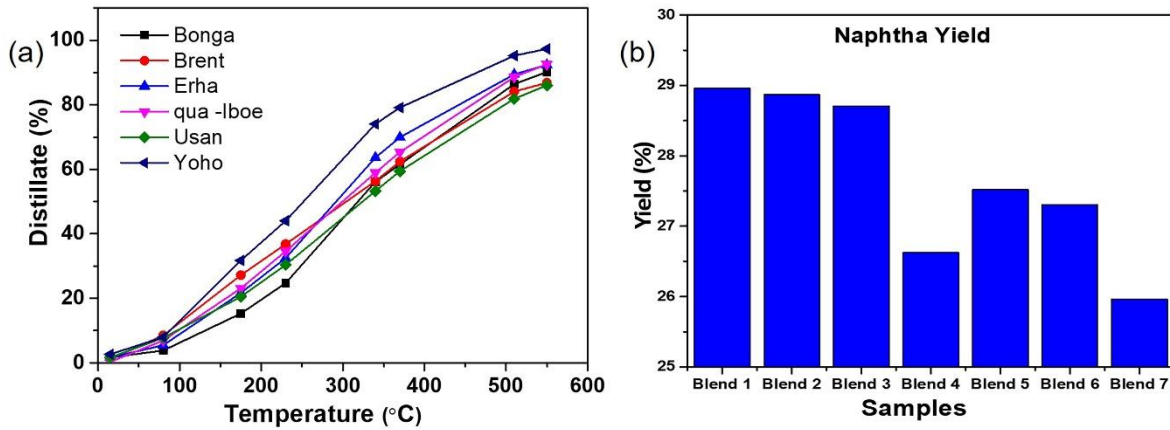 (a)
Distillate (%)
100
80
60
40
20
0
Bonga
Brent
Erha
qua -Iboe
Usan
Yoho
0 100 200 300 400 500 600
Temperature (°C)
(b)
Naphtha Yield
Yield (%)
30
29
28
27
26
25
Blend 1 Blend 2 Blend 3 Blend 4 Blend 5 Blend 6 Blend 7
Samples